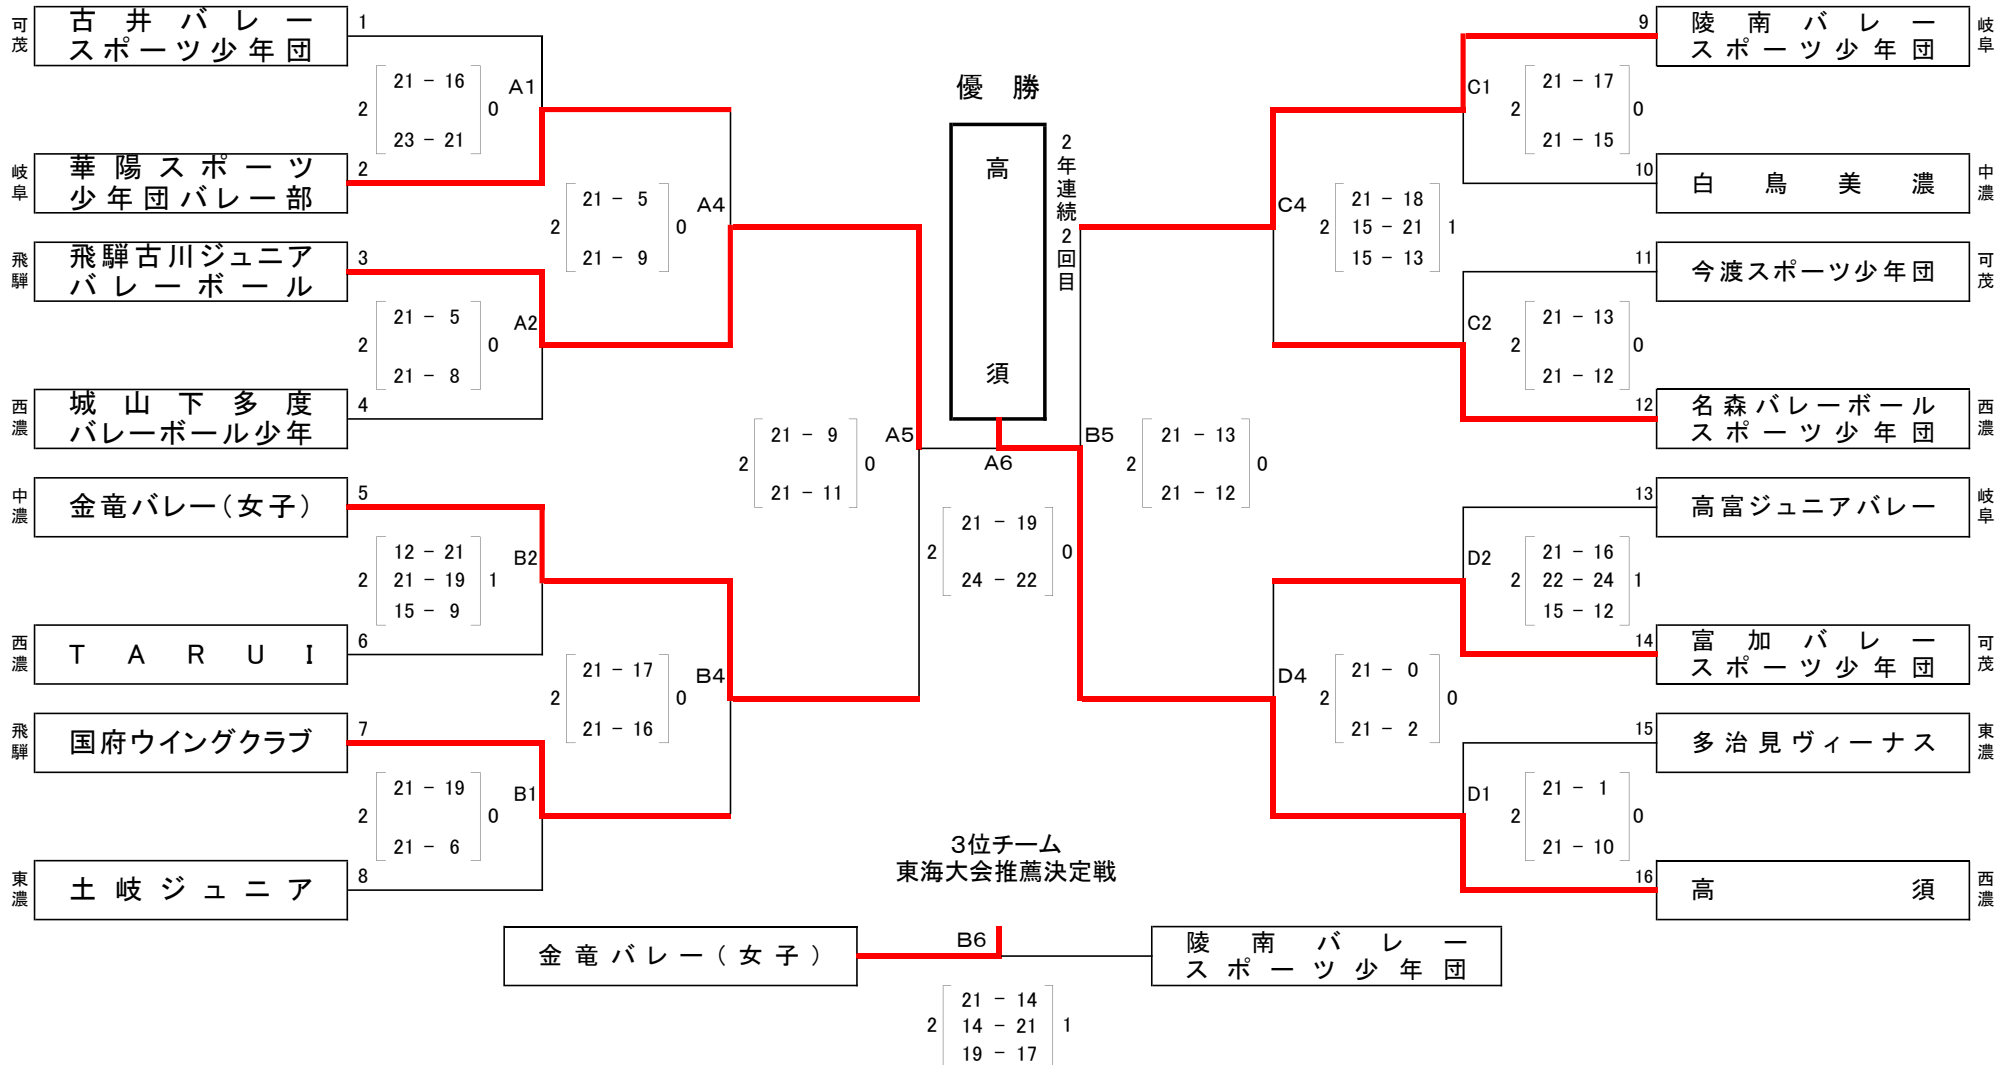 可茂
古井バレー
スポーツ少年団
1
2
21 - 16
23 - 21
0
A1
岐阜
華陽スポーツ
少年団バレー部
2
2
21 - 5
21 - 9
0
A4
飛騨
飛騨古川ジュニア
バレーボール
3
2
21 - 5
21 - 8
0
A2
西濃
城山下多度
バレーボール少年
4
2
21 - 9
21 - 11
0
A5
中濃
金竜バレー(女子)
5
2
12 - 21
21 - 19
15 - 9
1
B2
西濃
TARUI
6
2
21 - 17
21 - 16
0
B4
飛騨
国府ウイングクラブ
7
2
21 - 19
21 - 6
0
B1
東濃
土岐ジュニア
8
優勝
高須
2年連続2回目
A6
2
21 - 19
24 - 22
0
9
陵南バレー
スポーツ少年団
岐阜
C1
2
21 - 17
21 - 15
0
10
白鳥美濃
中濃
C4
2
21 - 18
15 - 21
15 - 13
1
11
今渡スポーツ少年団
可茂
C2
2
21 - 13
21 - 12
0
12
名森バレーボール
スポーツ少年団
西濃
B5
2
21 - 13
21 - 12
0
13
高富ジュニアバレー
岐阜
D2
2
21 - 16
22 - 24
15 - 12
1
14
富加バレー
スポーツ少年団
可茂
D4
2
21 - 0
21 - 2
0
15
多治見ヴィーナス
東濃
D1
2
21 - 1
21 - 10
0
16
高須
西濃
3位チーム
東海大会推薦決定戦
金竜バレー(女子)
B6
陵南バレー
スポーツ少年団
2
21 - 14
14 - 21
19 - 17
1